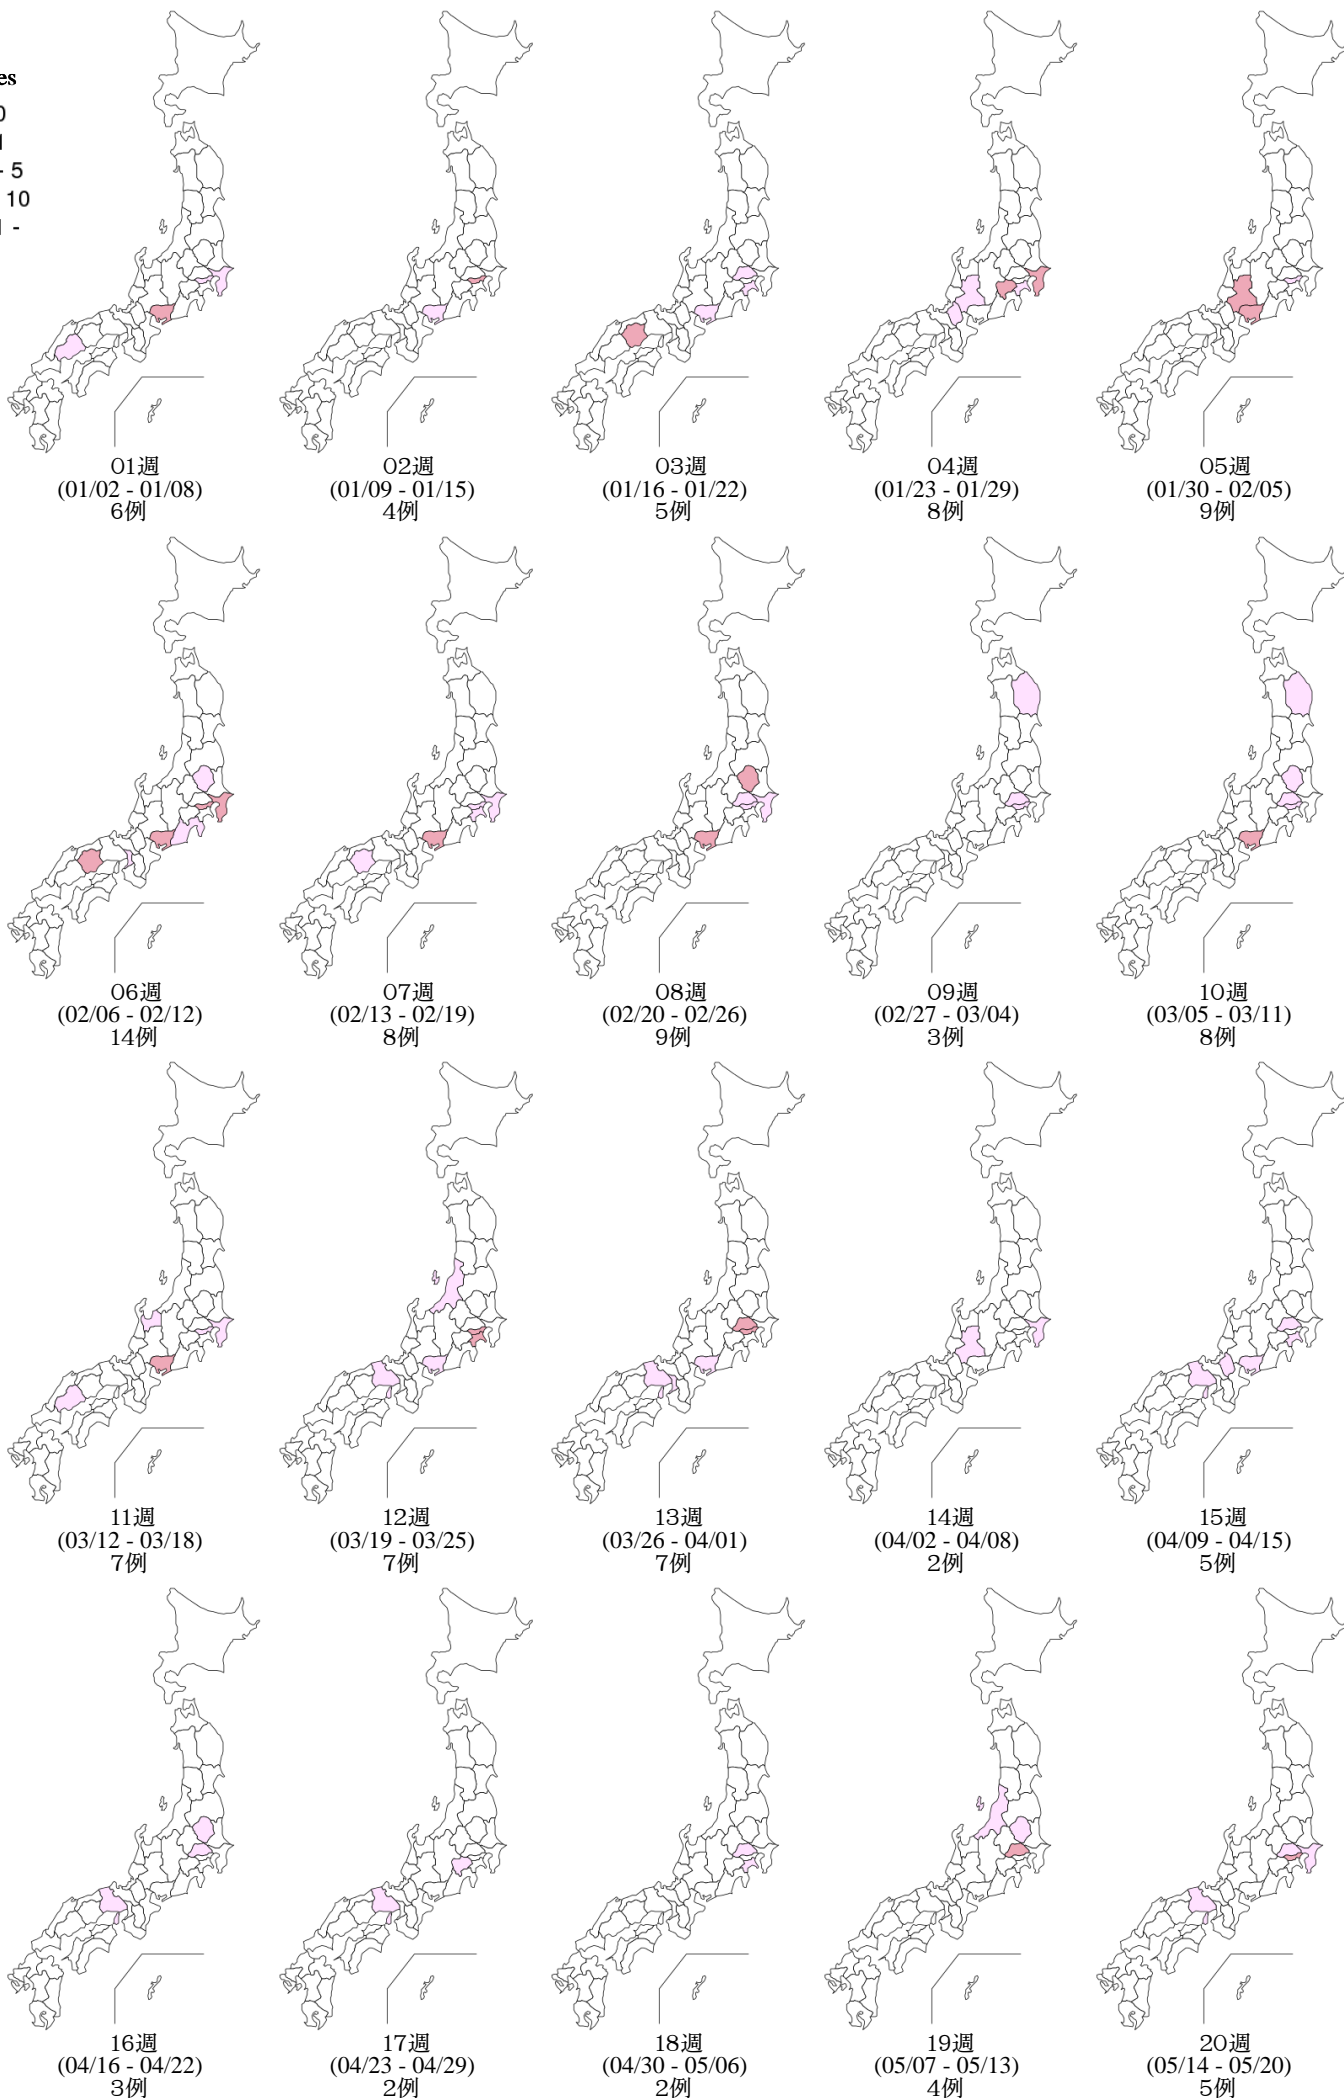 es
- 5
10
01週
(01/02 - 01/08)
6例
02週
(01/09 - 01/15)
4例
03週
(01/16 - 01/22)
5例
04週
(01/23 - 01/29)
8例
05週
(01/30 - 02/05)
9例
06週
(02/06 - 02/12)
14例
07週
(02/13 - 02/19)
8例
08週
(02/20 - 02/26)
9例
09週
(02/27 - 03/04)
3例
10週
(03/05 - 03/11)
8例
11週
(03/12 - 03/18)
7例
12週
(03/19 - 03/25)
7例
13週
(03/26 - 04/01)
7例
14週
(04/02 - 04/08)
2例
15週
(04/09 - 04/15)
5例
16週
(04/16 - 04/22)
3例
17週
(04/23 - 04/29)
2例
18週
(04/30 - 05/06)
2例
19週
(05/07 - 05/13)
4例
20週
(05/14 - 05/20)
5例